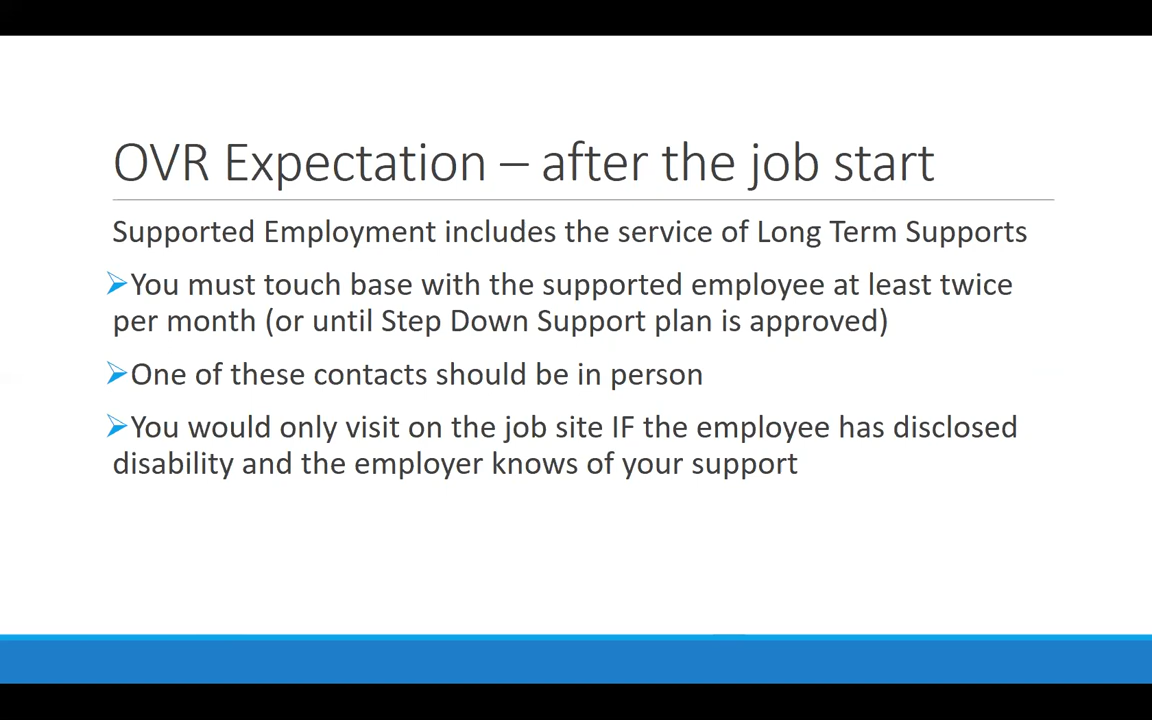 OVR Expectation – after the job start
Supported Employment includes the service of Long Term Supports
You must touch base with the supported employee at least twice
per month (or until Step Down Support plan is approved)
One of these contacts should be in person
You would only visit on the job site IF the employee has disclosed
disability and the employer knows of your support